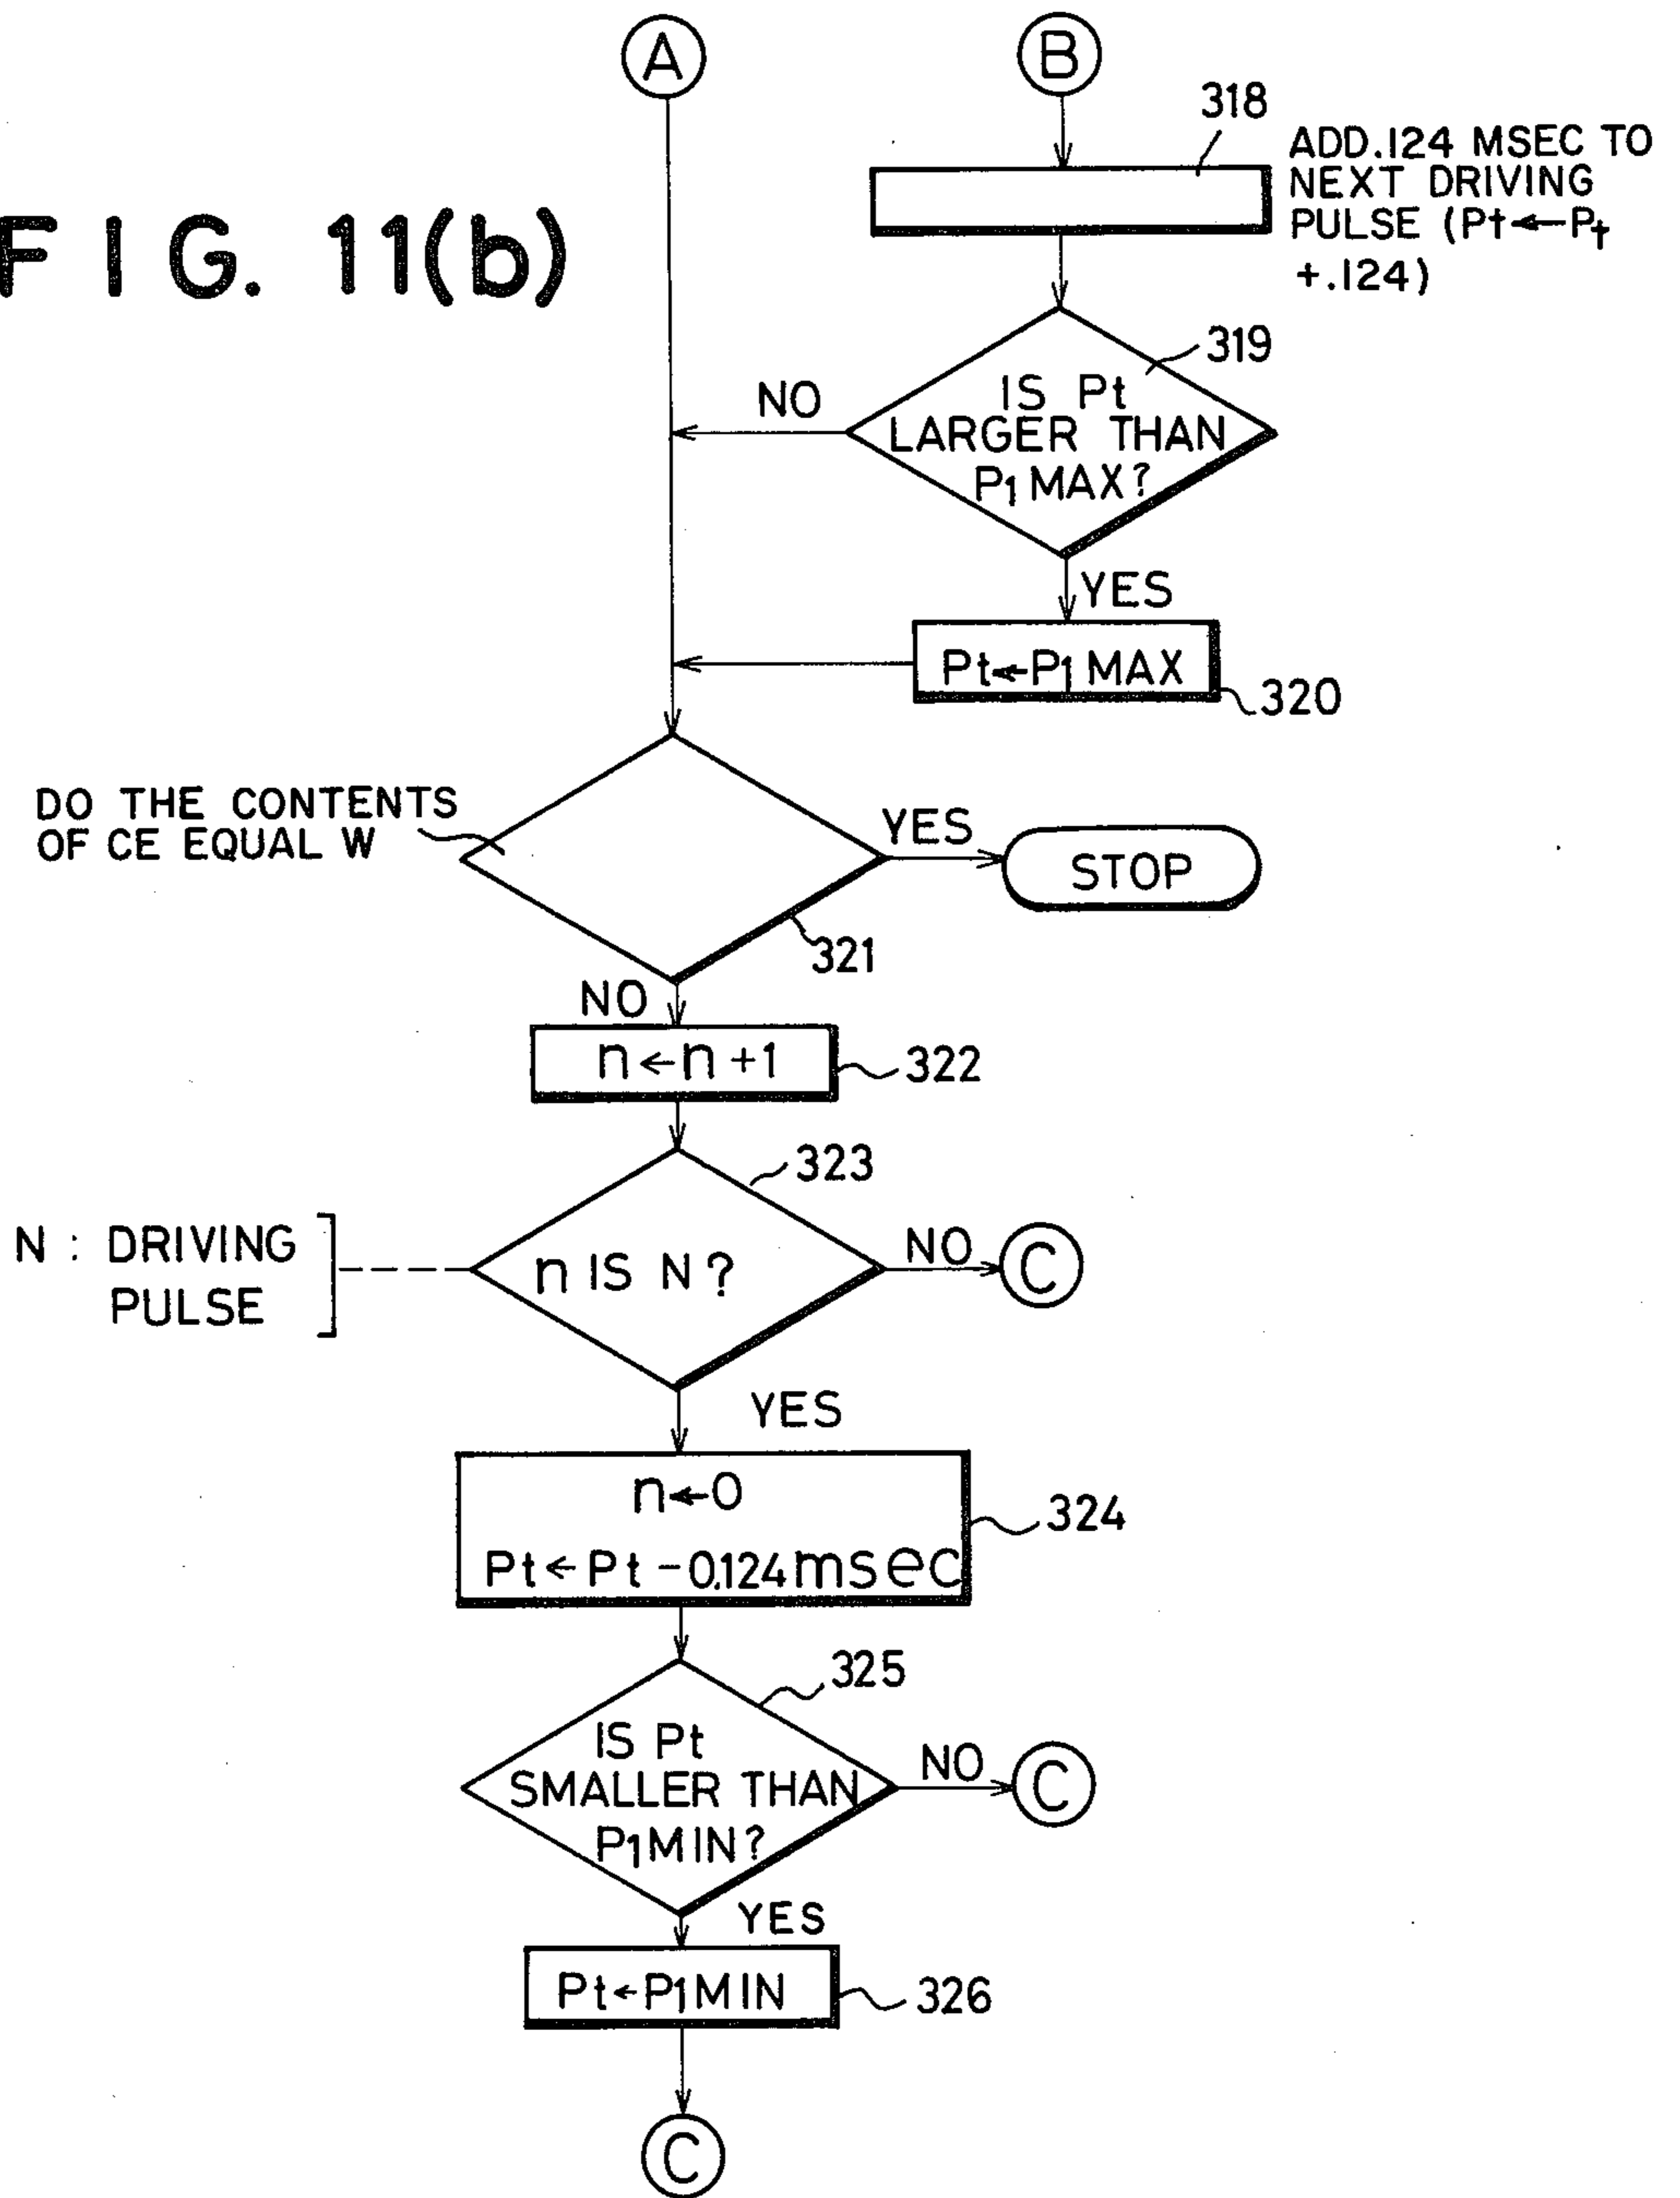 A
B
318
ADD.124 MSEC TO
NEXT DRIVING
PULSE (Pt←Pt
+.124)
FIG. 11(b)
319
NO
IS Pt
LARGER THAN
P1 MAX?
YES
Pt←P1 MAX
320
DO THE CONTENTS
OF CE EQUAL W
YES
STOP
321
NO
n←n+1
322
323
N : DRIVING
PULSE
n IS N?
NO
C
YES
n←0
Pt←Pt-0.124msec
324
325
IS Pt
SMALLER THAN
P1MIN?
NO
C
YES
Pt←P1MIN
326
C